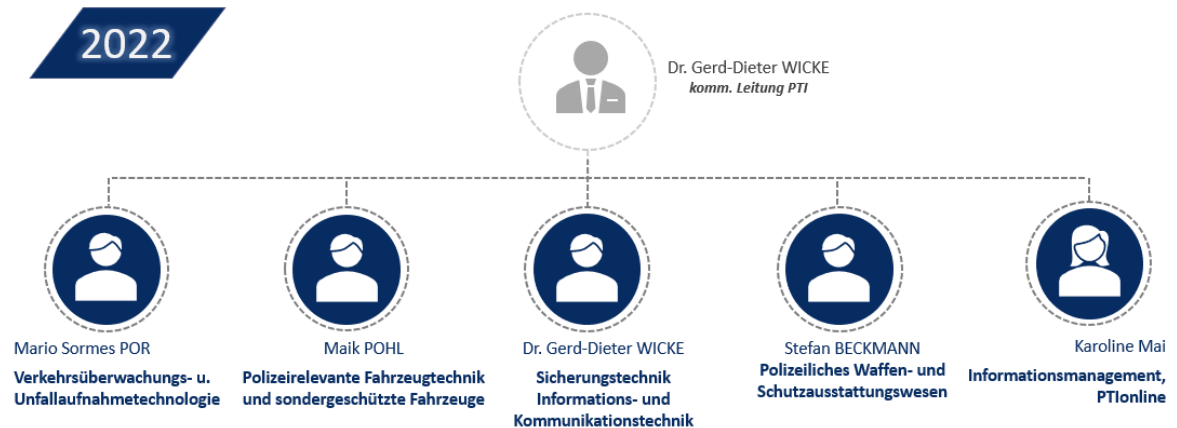 2022
Dr. Gerd-Dieter WICKE
komm. Leitung PTI
Mario Sormes POR
Verkehrsüberwachungs- u.
Unfallaufnahmetechnologie
Maik POHL
Polizeirelevante Fahrzeugtechnik
und sondergeschützte Fahrzeuge
Dr. Gerd-Dieter WICKE
Sicherungstechnik
Informations- und
Kommunikationstechnik
Stefan BECKMANN
Polizeiliches Waffen- und
Schutzausstattungswesen
Karoline Mai
Informationsmanagement,
PTIonline